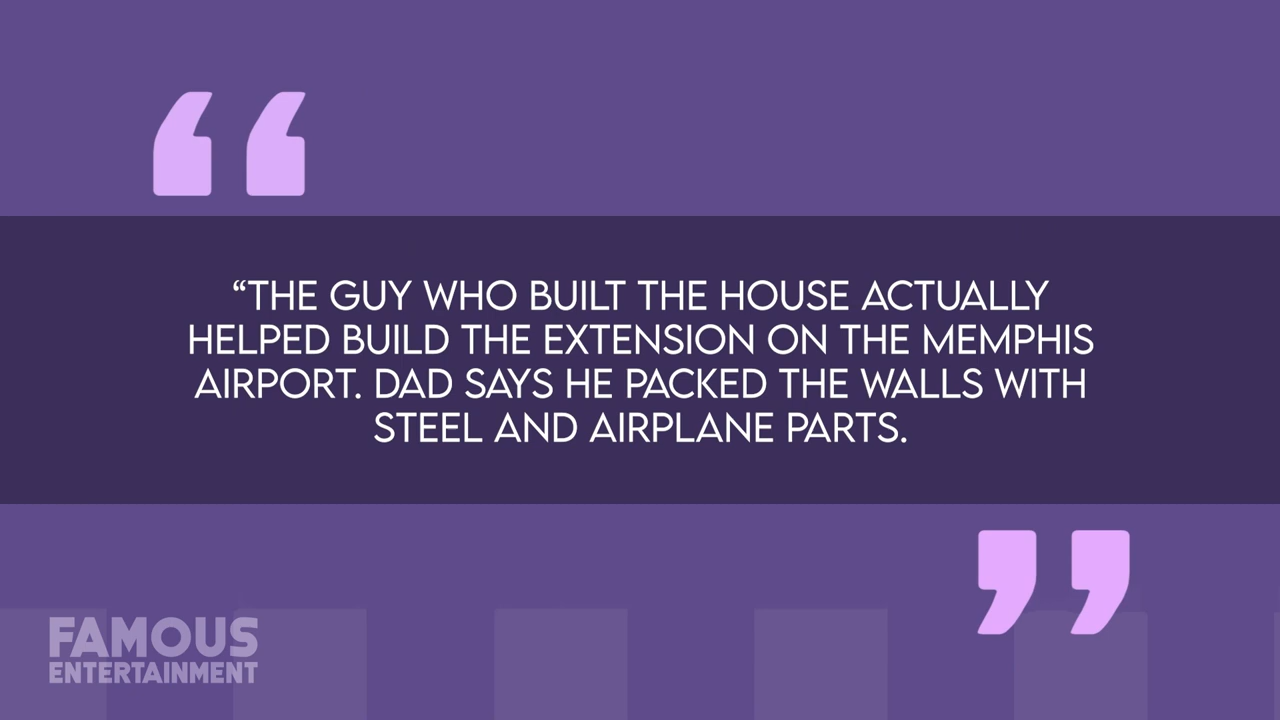 “THE GUY WHO BUILT THE HOUSE ACTUALLY
HELPED BUILD THE EXTENSION ON THE MEMPHIS
AIRPORT. DAD SAYS HE PACKED THE WALLS WITH
STEEL AND AIRPLANE PARTS.
FAMOUS
ENTERTAINMENT